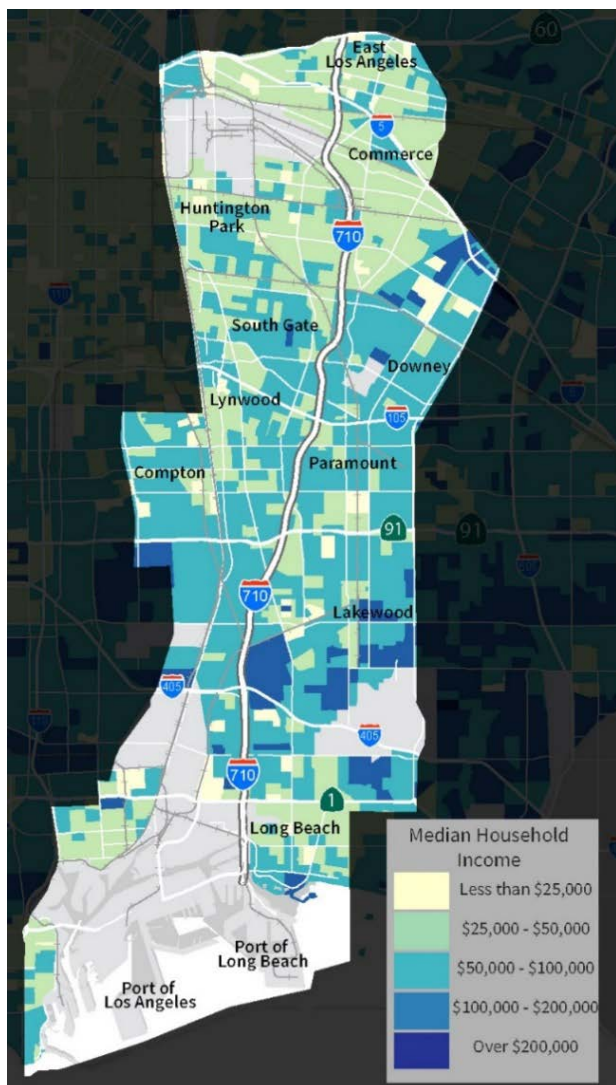 60
East
Los Angeles
5
Commerce
Huntington
Park
710
South Gate
Downey
Lynwood
105
Compton
Paramount
91
91
710
Lakewood
405
405
710
1
Long Beach
Port of
Long Beach
Port of
Los Angeles
Median Household
Income
Less than $25,000
$25,000 - $50,000
$50,000 - $100,000
$100,000 - $200,000
Over $200,000